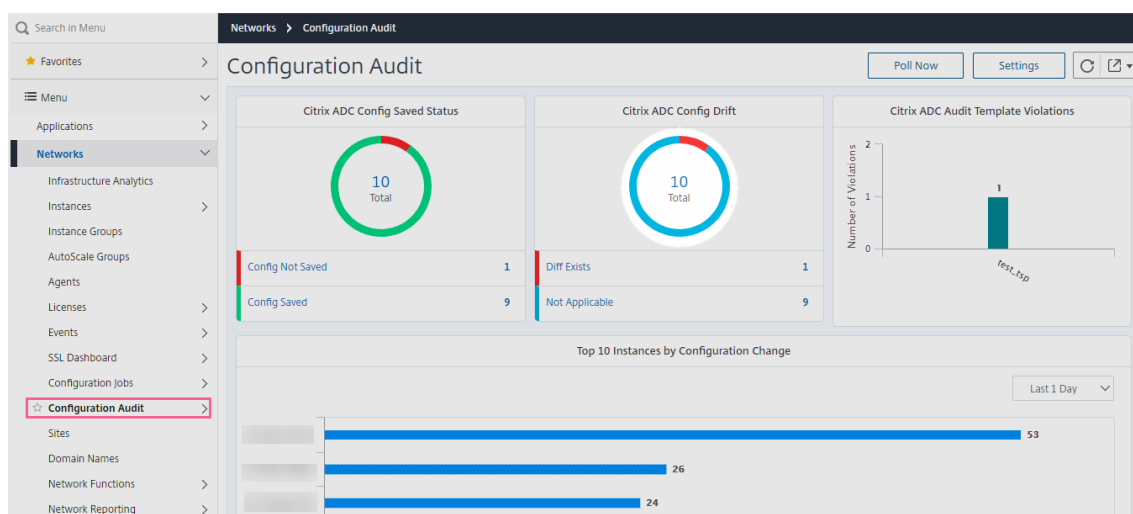 Search in Menu
Favorites
Menu
Applications
Networks
Infrastructure Analytics
Instances
Instance Groups
AutoScale Groups
Agents
Licenses
Events
SSL Dashboard
Configuration Jobs
Configuration Audit
Sites
Domain Names
Network Functions
Network Reporting
Networks > Configuration Audit
Configuration Audit
Poll Now
Settings
Citrix ADC Config Saved Status
10
Total
Config Not Saved 1
Config Saved 9
Citrix ADC Config Drift
10
Total
Diff Exists 1
Not Applicable 9
Citrix ADC Audit Template Violations
Number of Violations
2
1
0
1
test_tsp
Top 10 Instances by Configuration Change
Last 1 Day
53
26
24